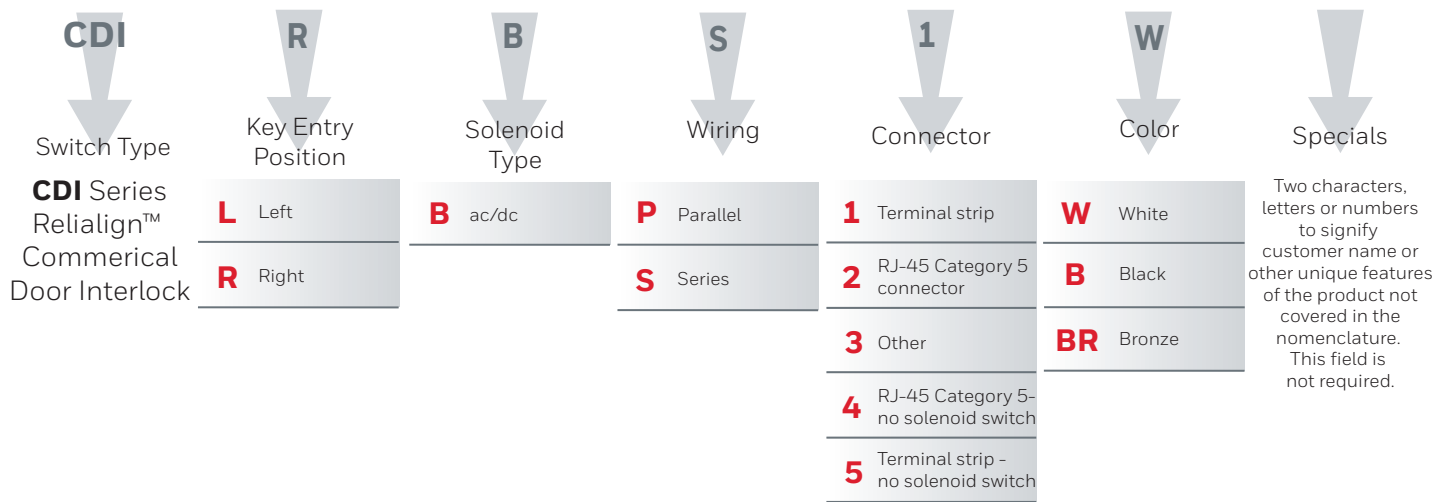 CDI
R
B
S
1
W
Switch Type
Key Entry
Position
Solenoid
Type
Wiring
Connector
Color
Specials
CDI Series
Relialign™
Commerical
Door Interlock
L Left
R Right
B ac/dc
P Parallel
S Series
1 Terminal strip
2 RJ-45 Category 5
connector
3 Other
4 RJ-45 Category 5-
no solenoid switch
5 Terminal strip -
no solenoid switch
W White
B Black
BR Bronze
Two characters,
letters or numbers
to signify
customer name or
other unique features
of the product not
covered in the
nomenclature.
This field is
not required.